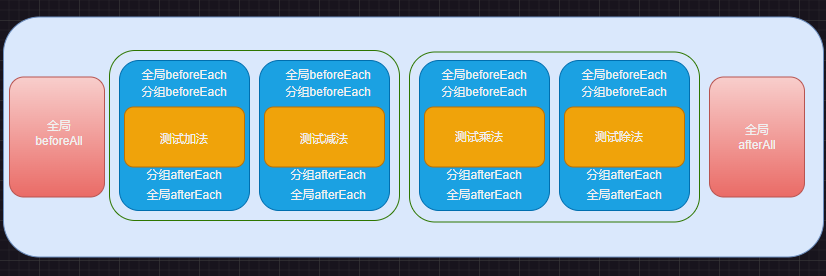 全局
beforeAll
全局beforeEach
分组beforeEach
测试加法
分组afterEach
全局afterEach
全局beforeEach
分组beforeEach
测试减法
分组afterEach
全局afterEach
全局beforeEach
分组beforeEach
测试乘法
分组afterEach
全局afterEach
全局beforeEach
分组beforeEach
测试除法
分组afterEach
全局afterEach
全局
afterAll